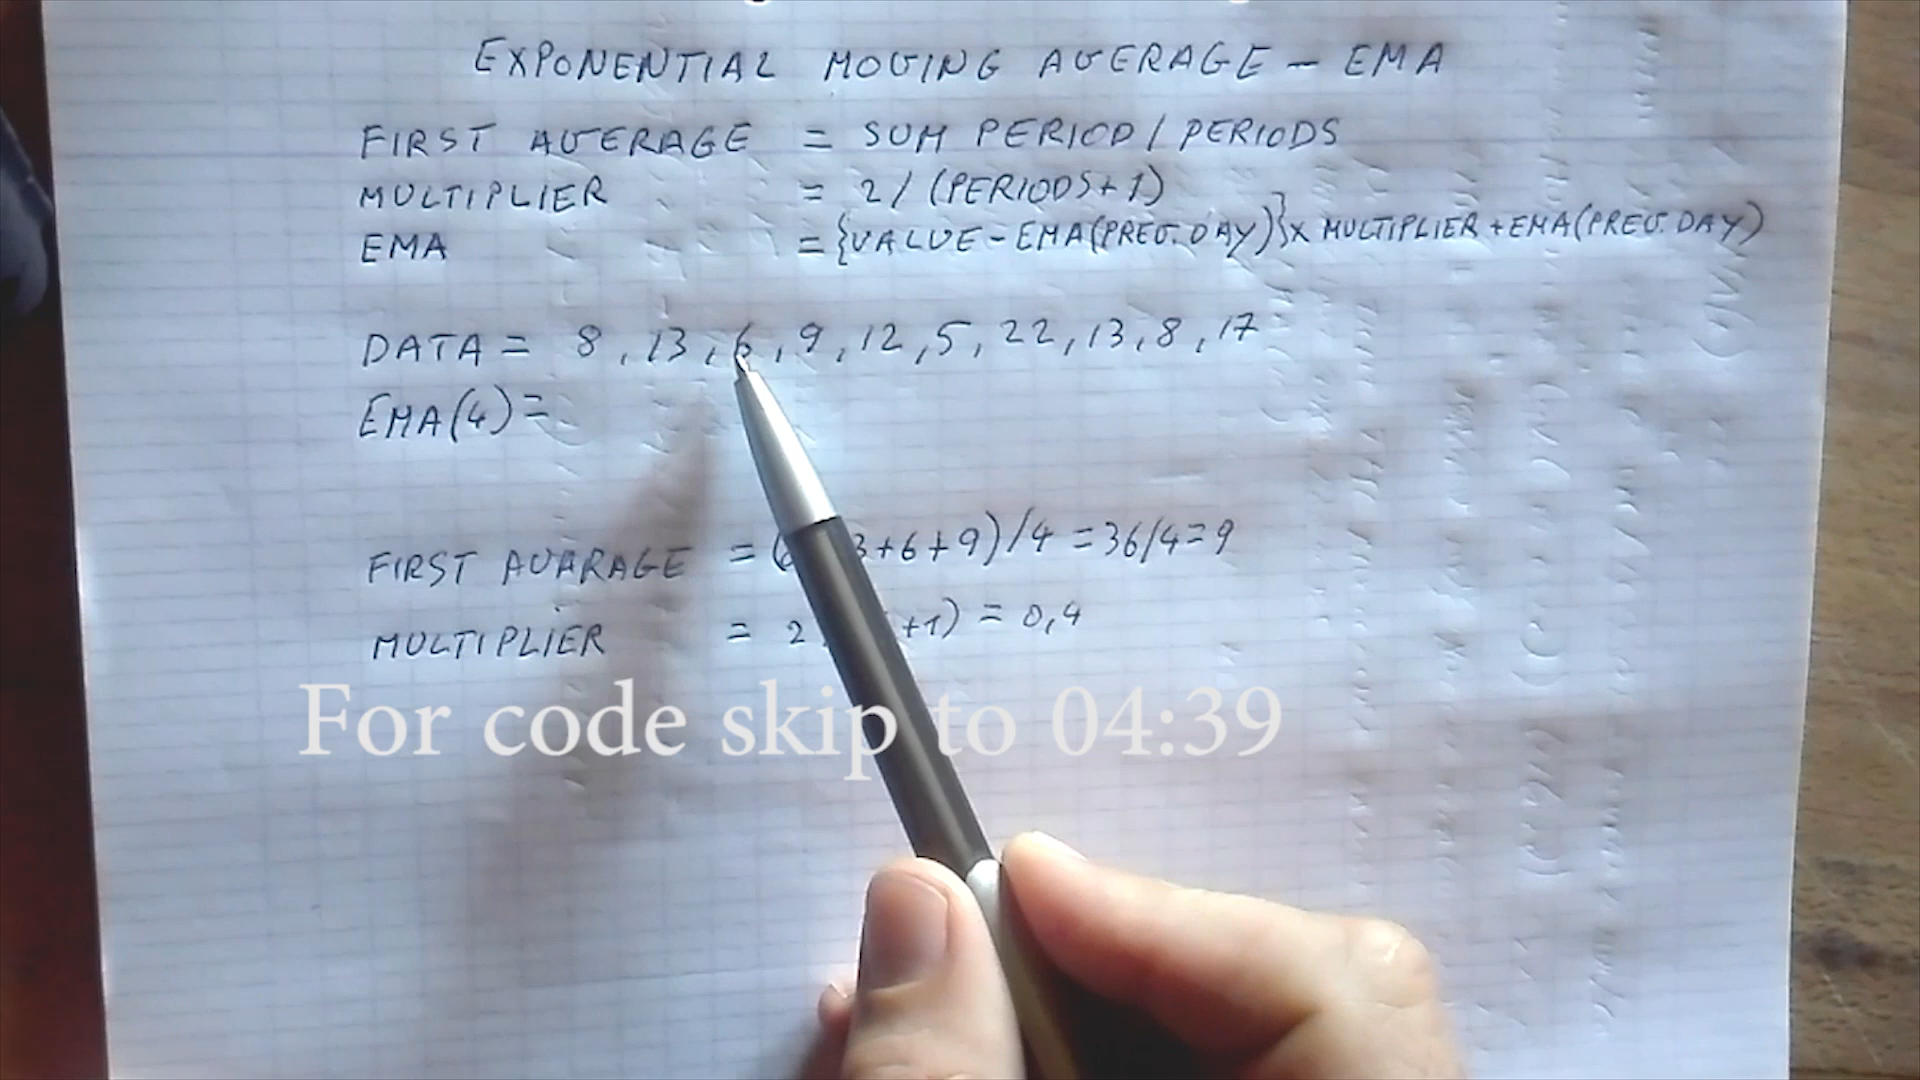 EXPONENTIAL MOVING AVERAGE - EMA
FIRST AVERAGE = SUM PERIOD / PERIODS
MULTIPLIER = 2 / (PERIODS + 1)
EMA = {VALUE - EMA(PREV. DAY)} x MULTIPLIER + EMA(PREV. DAY)
DATA = 8, 13, 6, 9, 12, 5, 22, 13, 8, 17
EMA(4) =
FIRST AVARAGE = ( 3+6+9)/4 = 36/4 = 9
MULTIPLIER = 2 +1) = 0,4
For code skip to 04:39